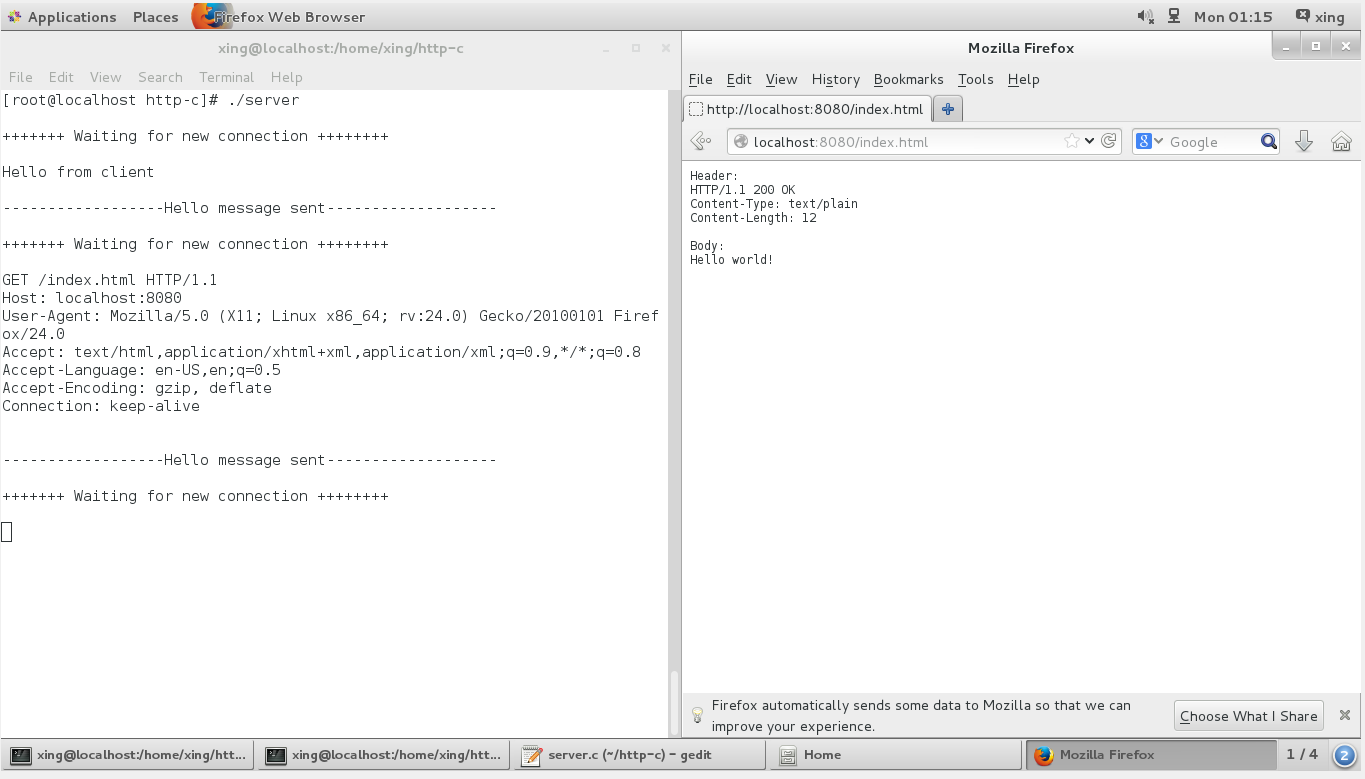 Applications Places Firefox Web Browser Mon 01:15 xing
xing@localhost:/home/xing/http-c
File Edit View Search Terminal Help
[root@localhost http-c]# ./server
+++++++ Waiting for new connection ++++++++
Hello from client
------------------Hello message sent-------------------
+++++++ Waiting for new connection ++++++++
GET /index.html HTTP/1.1
Host: localhost:8080
User-Agent: Mozilla/5.0 (X11; Linux x86_64; rv:24.0) Gecko/20100101 Firef
ox/24.0
Accept: text/html,application/xhtml+xml,application/xml;q=0.9,*/*;q=0.8
Accept-Language: en-US,en;q=0.5
Accept-Encoding: gzip, deflate
Connection: keep-alive
------------------Hello message sent-------------------
+++++++ Waiting for new connection ++++++++
Mozilla Firefox
File Edit View History Bookmarks Tools Help
http://localhost:8080/index.html
localhost:8080/index.html 8 Google
Header:
HTTP/1.1 200 OK
Content-Type: text/plain
Content-Length: 12
Body:
Hello world!
Firefox automatically sends some data to Mozilla so that we can
improve your experience.
Choose What I Share
xing@localhost:/home/xing/htt... xing@localhost:/home/xing/htt... server.c (~/http-c) - gedit Home Mozilla Firefox 1 / 4 2